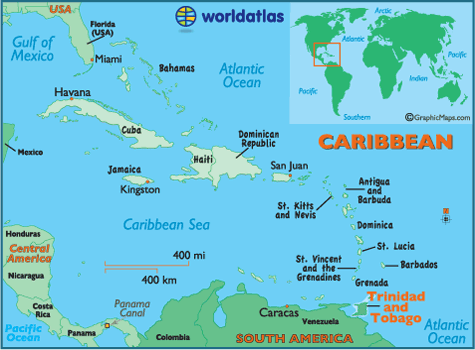 USA
worldatlas
Florida
(USA)
Gulf of
Mexico
Miami
Bahamas
Atlantic
Ocean
Arctic
Atlantic
Pacific
Indian
Pacific
Southern
©GraphicMaps.com
Havana
Cuba
Mexico
Haiti
Dominican
Republic
CARIBBEAN
Jamaica
Kingston
San Juan
Antigua
and
Barbuda
St. Kitts
and Nevis
Caribbean Sea
Dominica
Honduras
Central
America
Nicaragua
400 mi
400 km
St. Lucia
St. Vincent
and the
Grenadines
Barbados
Grenada
Costa
Rica
Panama
Canal
Trinidad
and
Tobago
Caracas
Venezuela
Pacific
Ocean
Panama
Colombia
SOUTH AMERICA